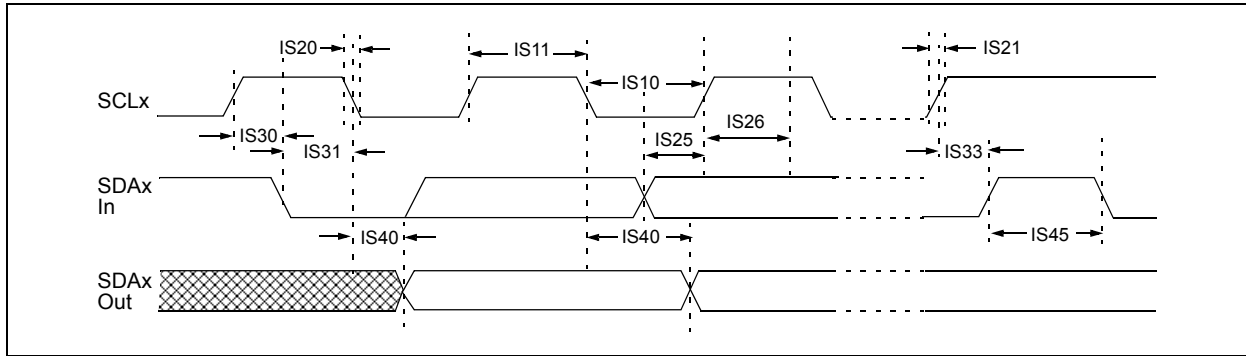 IS20
IS11
IS21
IS10
SCLx
IS26
IS30
IS25
IS31
IS33
SDAx
In
IS40
IS40
IS45
SDAx
Out